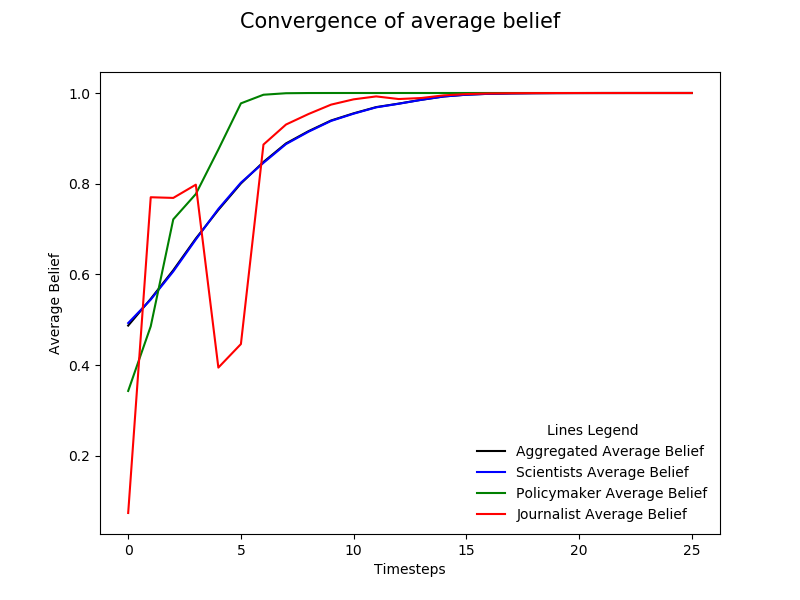 Convergence of average belief
1.0
0.8
0.6
0.4
0.2
Average Belief
0
5
10
15
20
25
Timesteps
Lines Legend
Aggregated Average Belief
Scientists Average Belief
Policymaker Average Belief
Journalist Average Belief